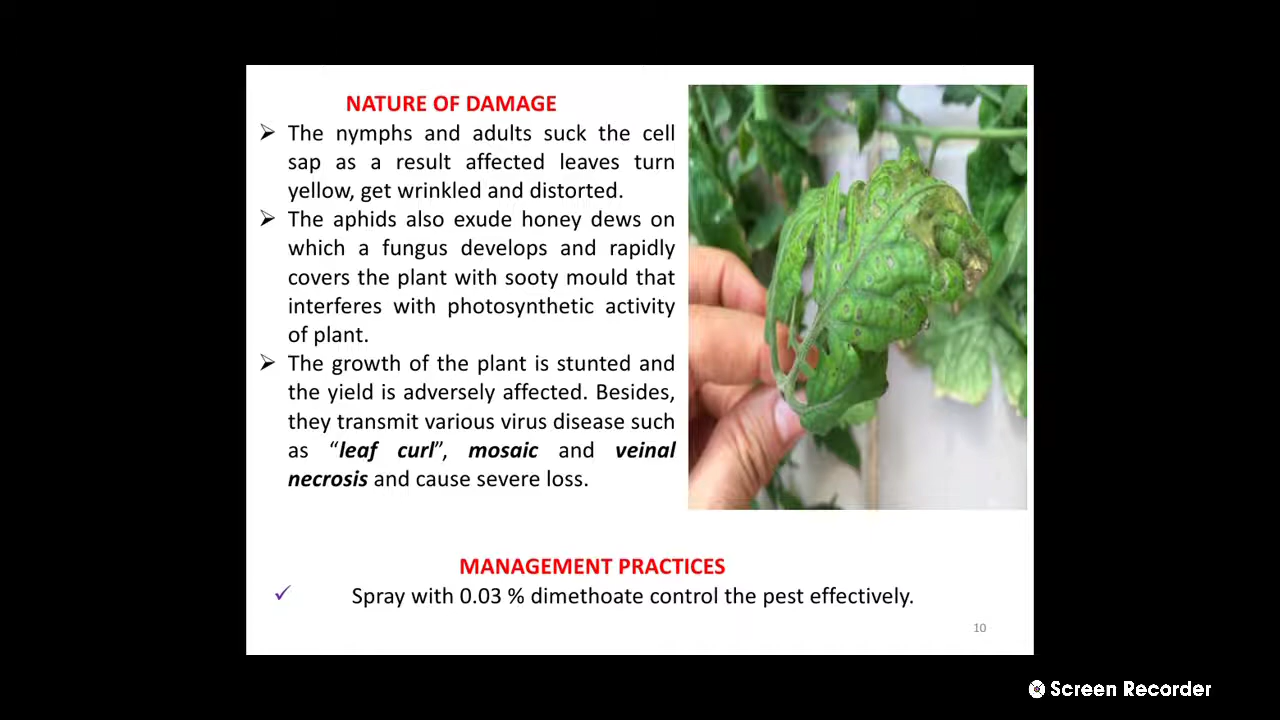 NATURE OF DAMAGE
➢ The nymphs and adults suck the cell
sap as a result affected leaves turn
yellow, get wrinkled and distorted.
➢ The aphids also exude honey dews on
which a fungus develops and rapidly
covers the plant with sooty mould that
interferes with photosynthetic activity
of plant.
➢ The growth of the plant is stunted and
the yield is adversely affected. Besides,
they transmit various virus disease such
as “leaf curl”, mosaic and veinal
necrosis and cause severe loss.
MANAGEMENT PRACTICES
✓ Spray with 0.03 % dimethoate control the pest effectively.
10
Screen Recorder